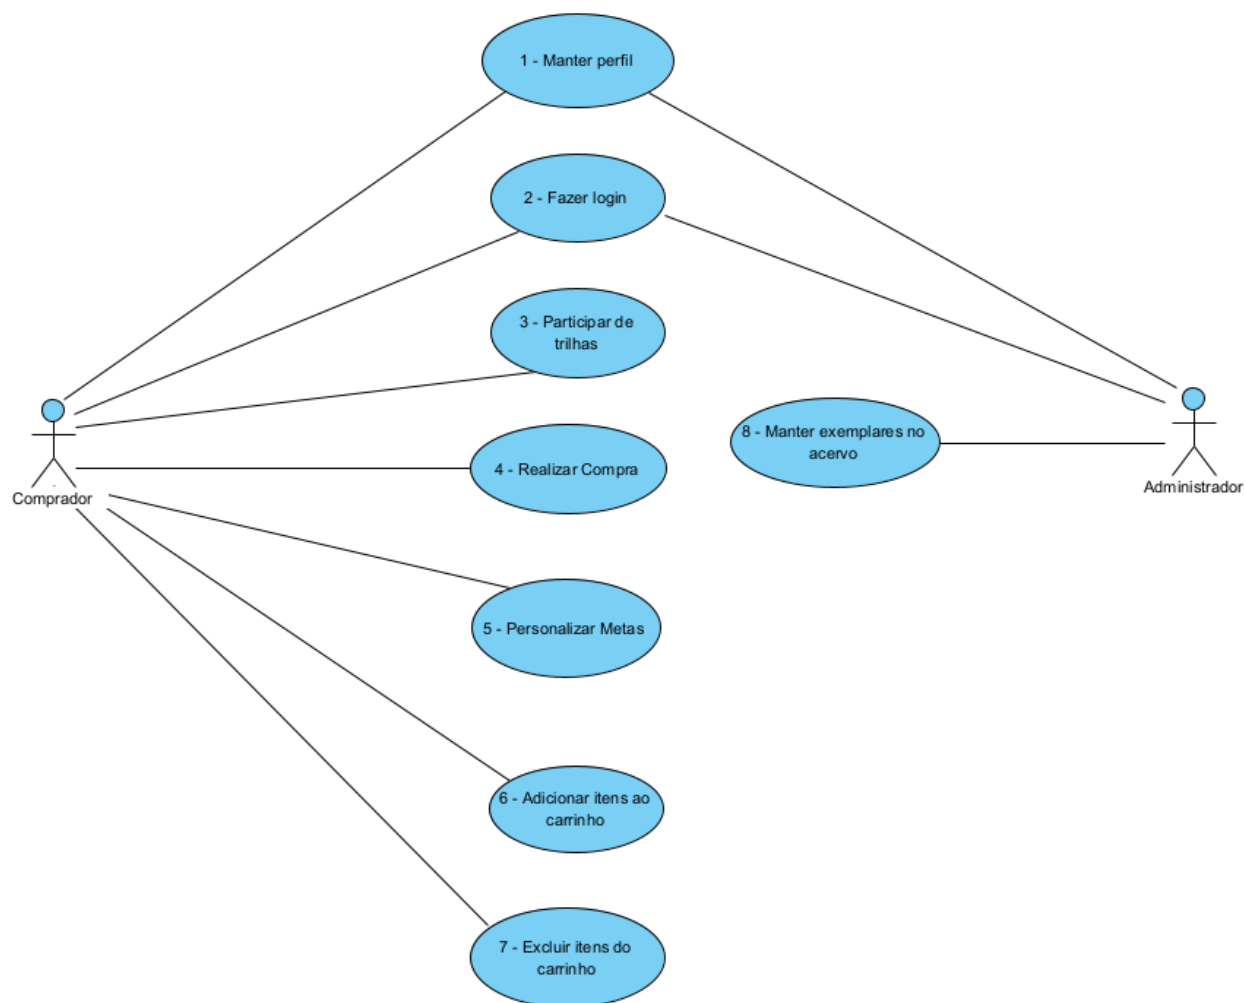 1 - Manter perfil
2 - Fazer login
3 - Participar de
trilhas
8 - Manter exemplares no
acervo
4 - Realizar Compra
Comprador
Administrador
5 - Personalizar Metas
6 - Adicionar itens ao
carrinho
7 - Excluir itens do
carrinho